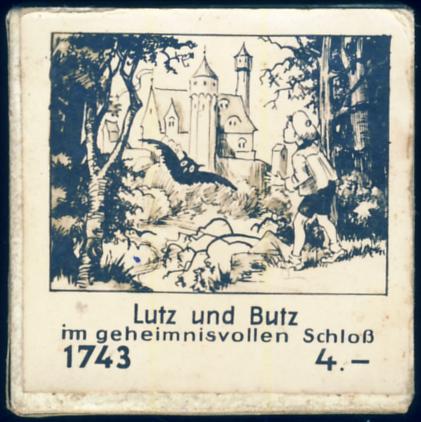 Lutz und Butz
im geheimnisvollen Schloß
1743 4.–